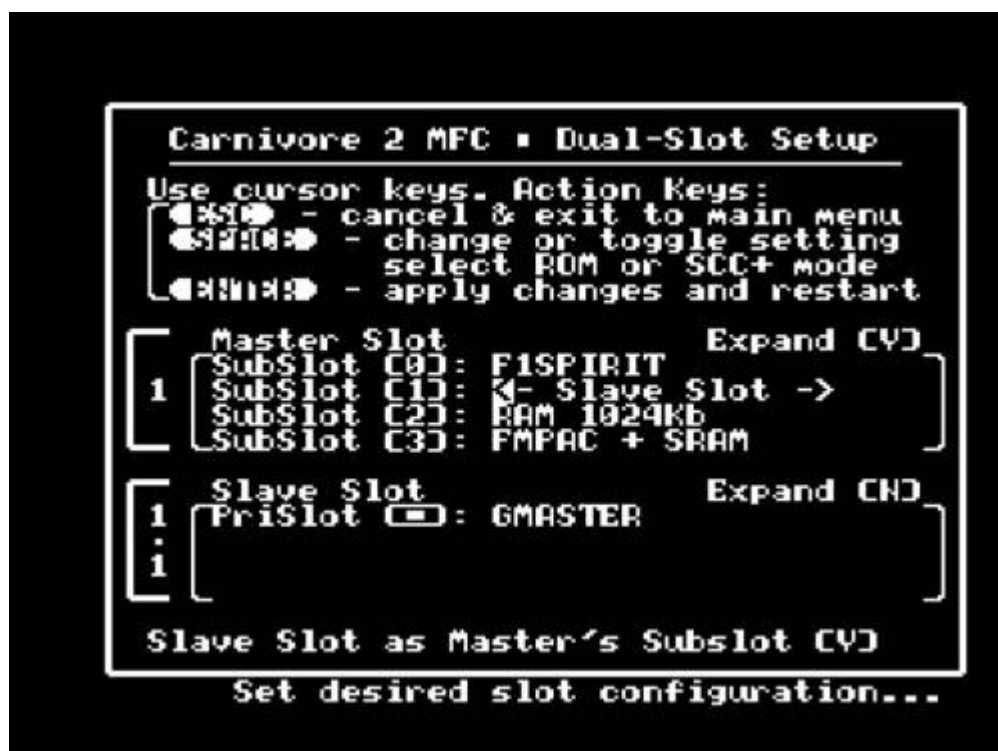 Carnivore 2 MFC ▪ Dual-Slot Setup
Use cursor keys. Action Keys:
- cancel & exit to main menu
- change or toggle setting
select ROM or SCC+ mode
- apply changes and restart
Master Slot Expand [Y]
SubSlot [0]: F1SPIRIT
1 SubSlot [1]: <- Slave Slot ->
SubSlot [2]: RAM 1024Kb
SubSlot [3]: FMPAC + SRAM
Slave Slot Expand [N]
1 PriSlot [-]: GMASTER
.
1
Slave Slot as Master's Subslot [Y]
Set desired slot configuration...